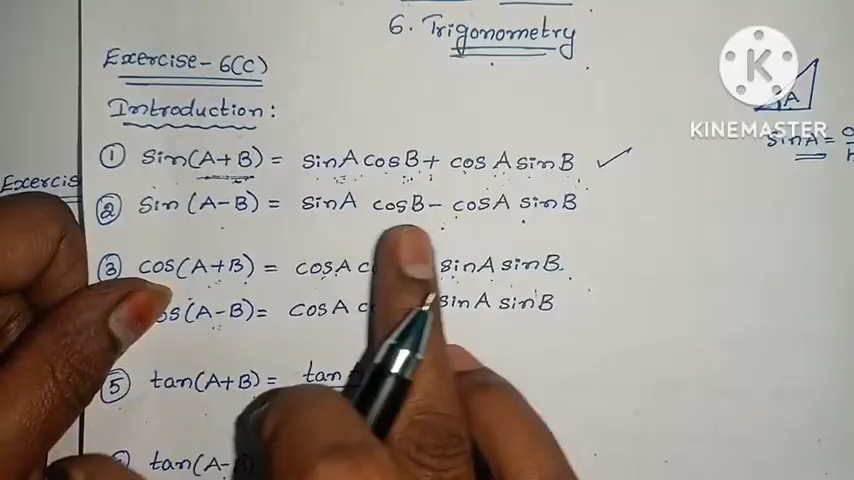 6. Trigonometry
Exercise - 6(C)
Introduction:
① Sin(A+B) = sinA cosB + cosA sinB ✓
② Sin (A-B) = sinA cosB - cosA sinB
③ cos(A+B) = cosA sinA sinB.
cos(A-B) = cosA sinA sinB
⑤ tan(A+B) = tan
tan(A-
Exercis
A
sinA =
K
KINEMASTER